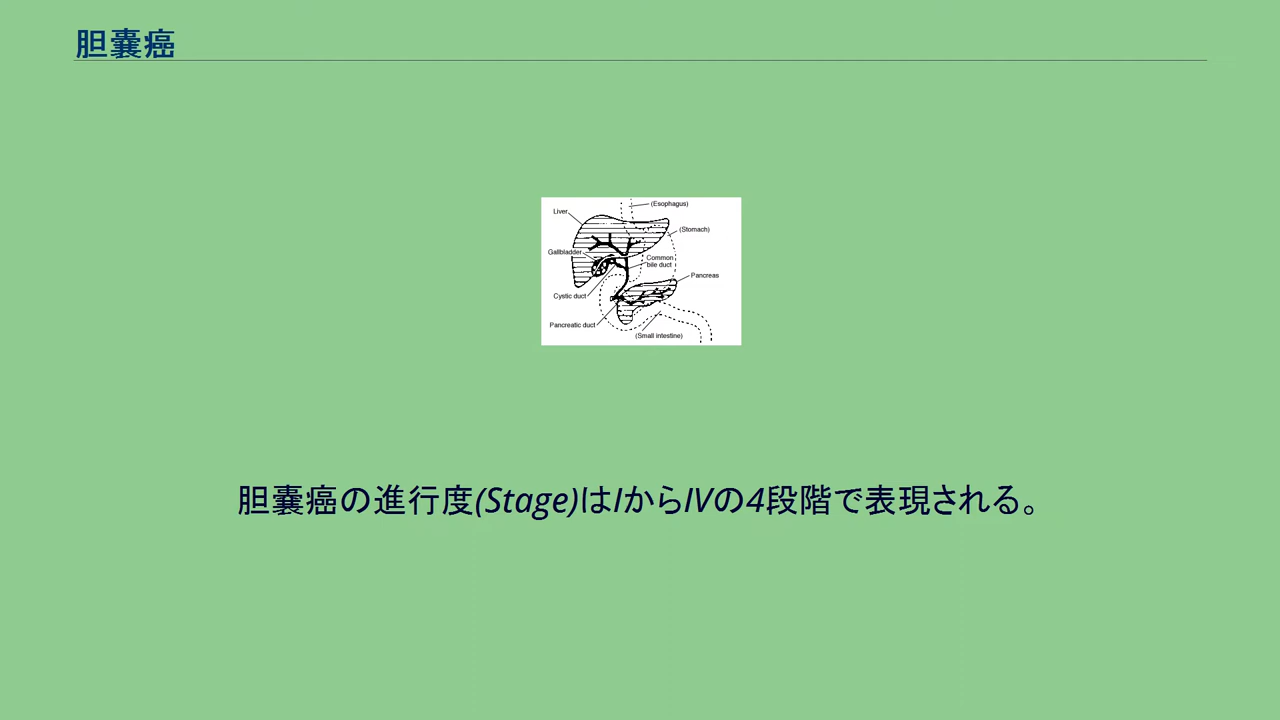 胆嚢癌
(Esophagus)
Liver
(Stomach)
Gallbladder
Common
bile duct
Pancreas
Cystic duct
Pancreatic duct
(Small intestine)
胆嚢癌の進行度(Stage)はIからIVの4段階で表現される。